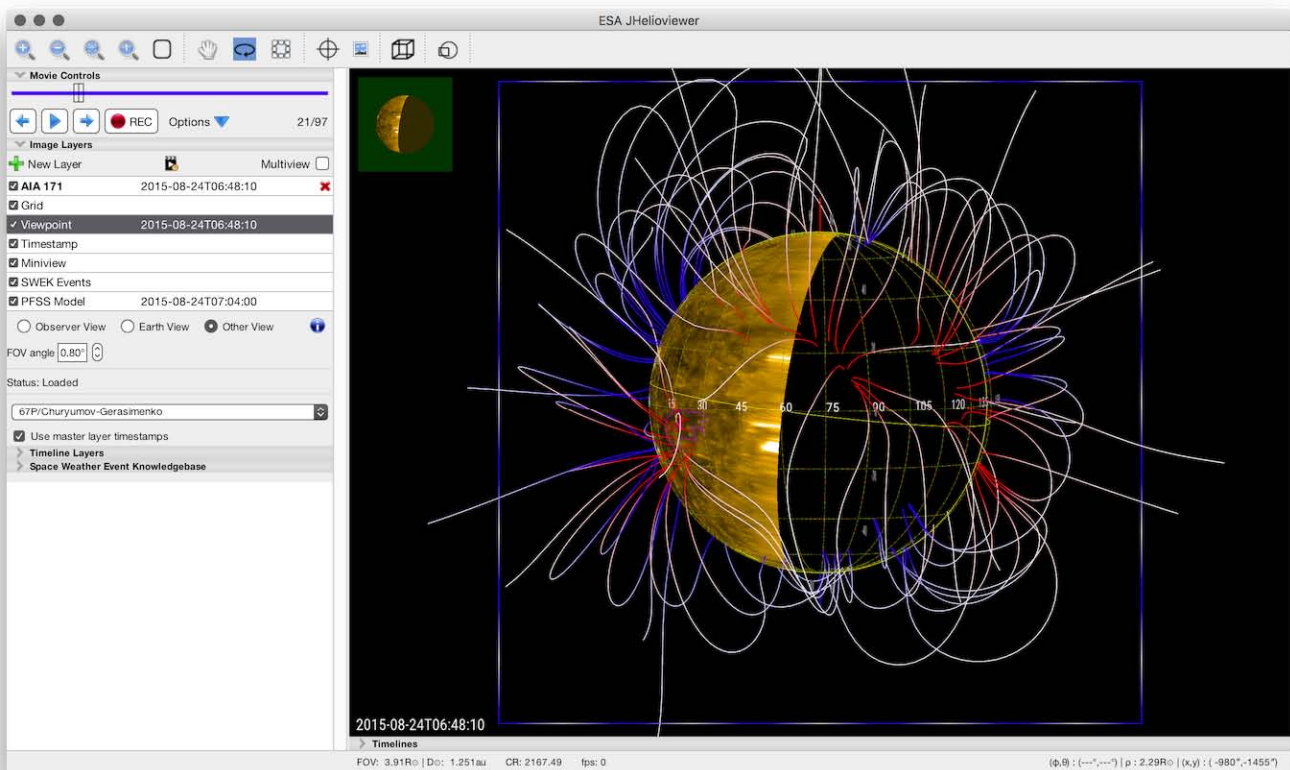 ESA JHelioviewer
Movie Controls
REC Options 21/97
Image Layers
New Layer Multiview
AIA 171 2015-08-24T06:48:10
Grid
Viewpoint 2015-08-24T06:48:10
Timestamp
Miniview
SWEK Events
PFSS Model 2015-08-24T07:04:00
Observer View Earth View Other View
FOV angle 0.80°
Status: Loaded
67P/Churyumov-Gerasimenko
Use master layer timestamps
Timeline Layers
Space Weather Event Knowledgebase
15 30 45 60 75 90 105 120
2015-08-24T06:48:10
Timelines
FOV: 3.91R⊙ | D⊙: 1.251au CR: 2167.49 fps: 0 (φ,θ) : (---°,---°) | ρ : 2.29R⊙ | (x,y) : ( -980″,-1455″)